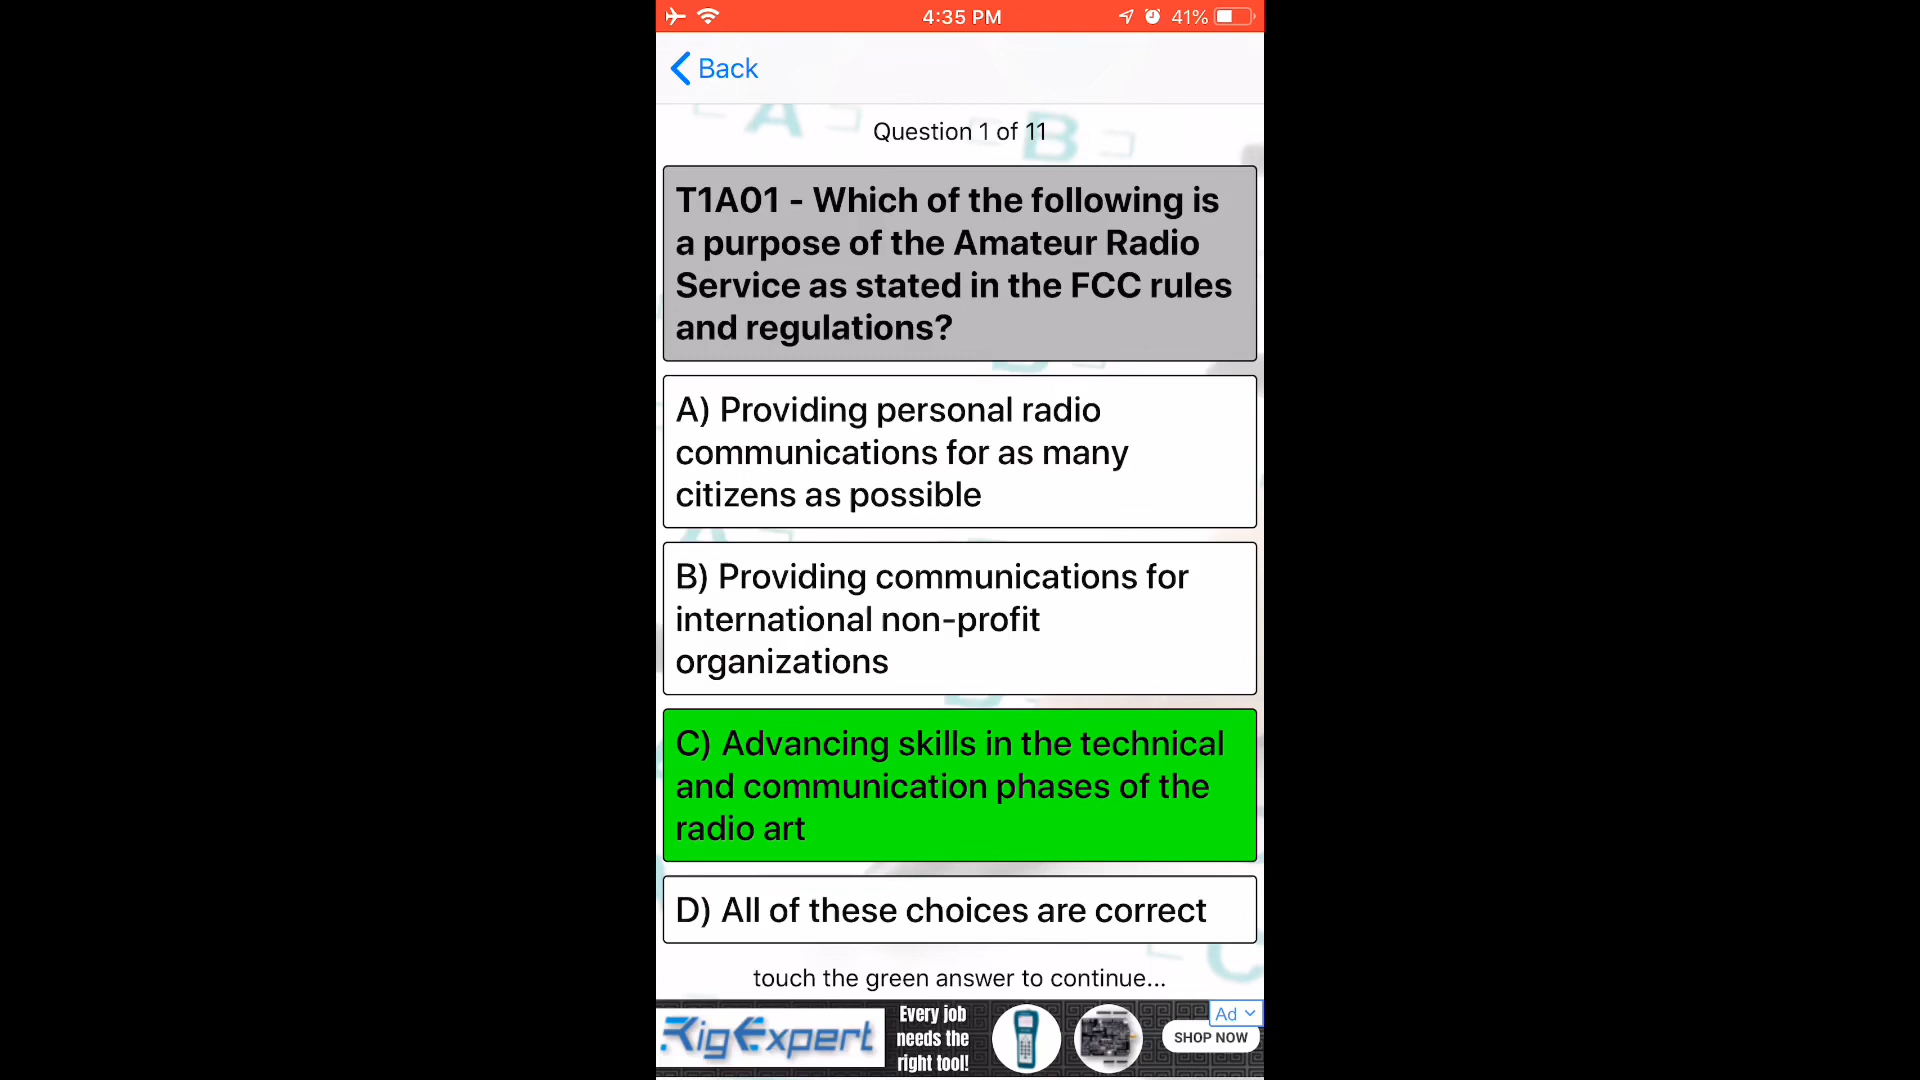 4:35 PM
41%
Back
Question 1 of 11
T1A01 - Which of the following is
a purpose of the Amateur Radio
Service as stated in the FCC rules
and regulations?
A) Providing personal radio
communications for as many
citizens as possible
B) Providing communications for
international non-profit
organizations
C) Advancing skills in the technical
and communication phases of the
radio art
D) All of these choices are correct
touch the green answer to continue...
RigExpert
Every job
needs the
right tool!
Ad
SHOP NOW